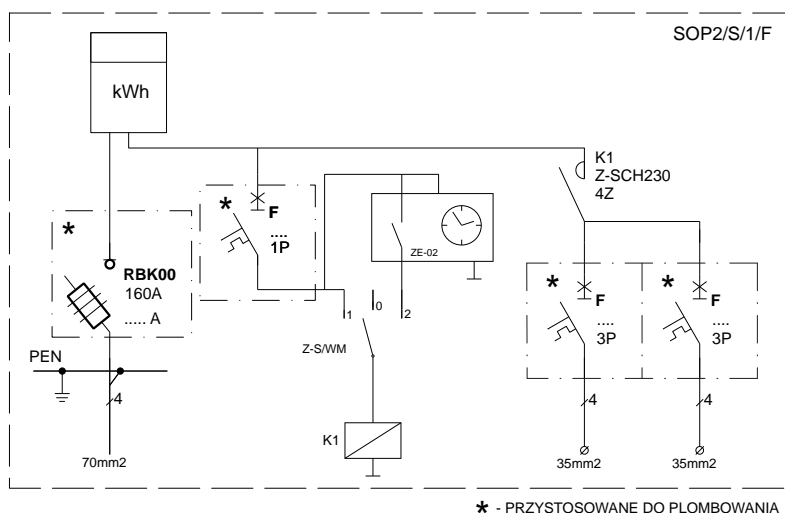 SOP2/S/1/F
kWh
K1
Z-SCH230
4Z
*
F
....
1P
*
RBK00
160A
..... A
ZE-02
*
F
....
3P
*
F
....
3P
1
0
2
Z-S/WM
PEN
4
4
4
K1
70mm2
35mm2
35mm2
* - PRZYSTOSOWANE DO PLOMBOWANIA